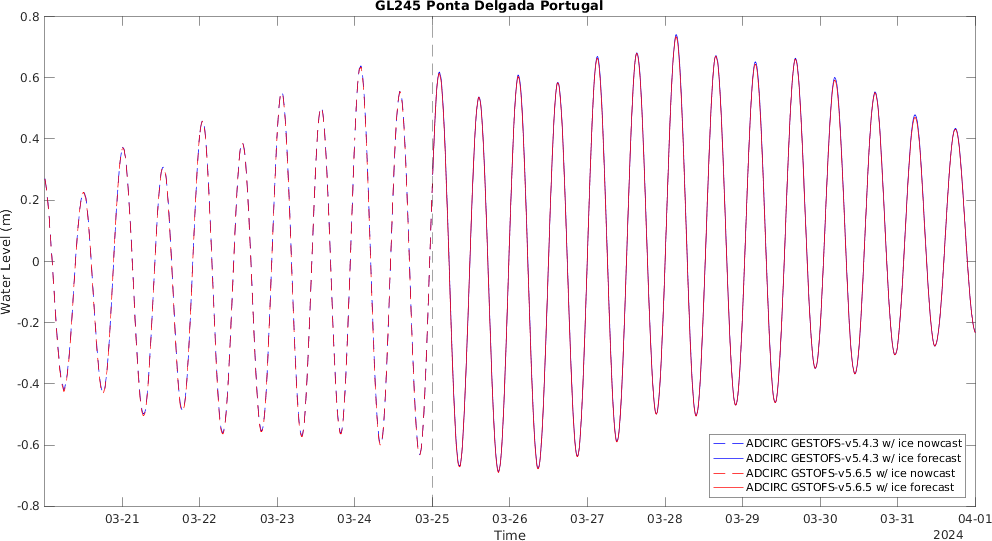 GL245 Ponta Delgada Portugal
0.8
0.6
0.4
0.2
0
-0.2
-0.4
-0.6
-0.8
Water Level (m)
03-21 03-22 03-23 03-24 03-25 03-26 03-27 03-28 03-29 03-30 03-31 04-01
Time
2024
ADCIRC GESTOFS-v5.4.3 w/ ice nowcast
ADCIRC GESTOFS-v5.4.3 w/ ice forecast
ADCIRC GSTOFS-v5.6.5 w/ ice nowcast
ADCIRC GSTOFS-v5.6.5 w/ ice forecast